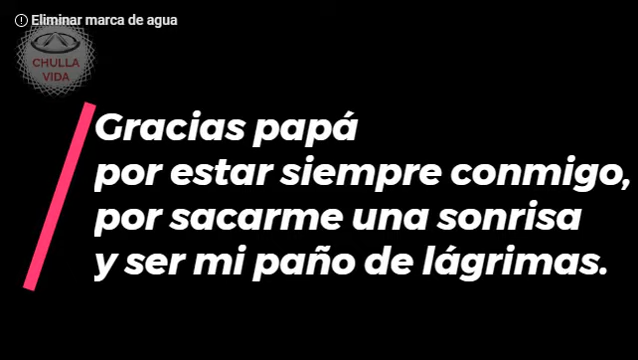 Eliminar marca de agua
CHULLA
VIDA
Gracias papá
por estar siempre conmigo,
por sacarme una sonrisa
y ser mi paño de lágrimas.